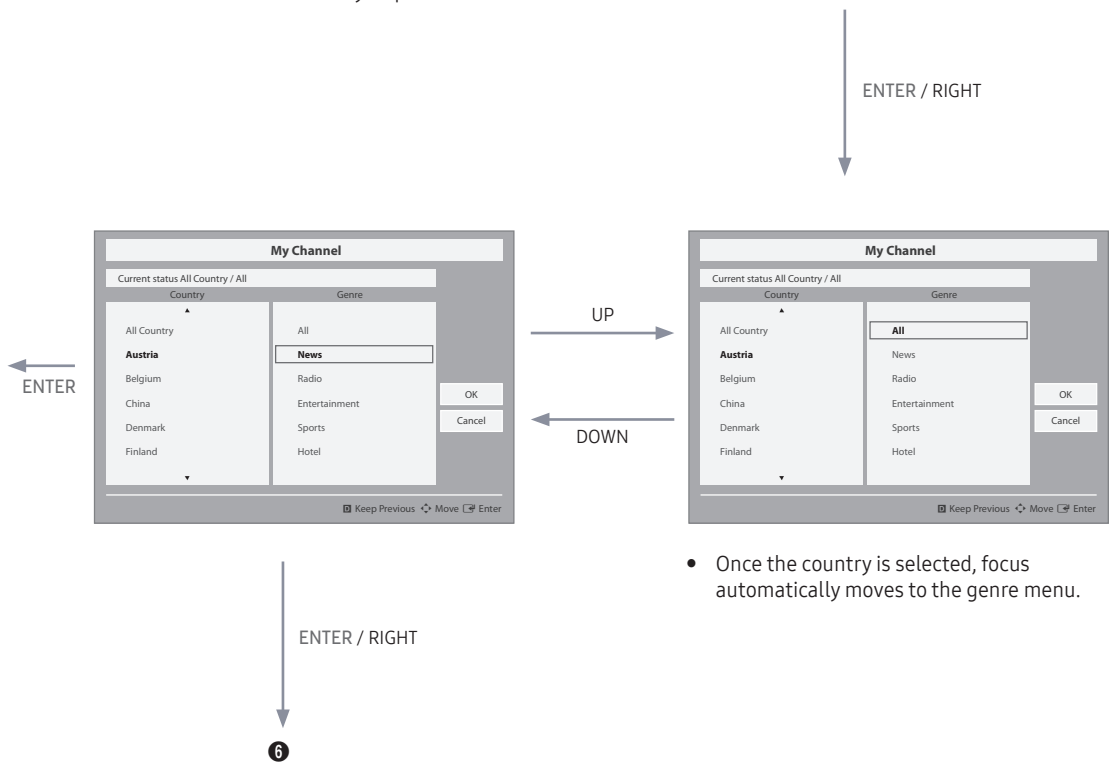 ENTER / RIGHT
My Channel
Current status All Country / All
Country Genre
▲
All Country All
Austria News
Belgium Radio
China Entertainment
Denmark Sports
Finland Hotel
▼
OK
Cancel
D Keep Previous Move Enter
ENTER
UP
DOWN
My Channel
Current status All Country / All
Country Genre
▲
All Country All
Austria News
Belgium Radio
China Entertainment
Denmark Sports
Finland Hotel
▼
OK
Cancel
D Keep Previous Move Enter
• Once the country is selected, focus
automatically moves to the genre menu.
ENTER / RIGHT
❻